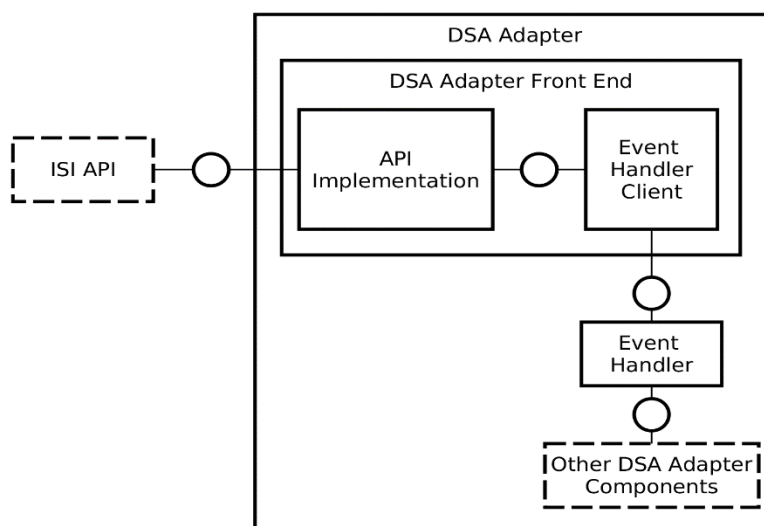 DSA Adapter
DSA Adapter Front End
ISI API
API
Implementation
Event
Handler
Client
Event
Handler
Other DSA Adapter
Components